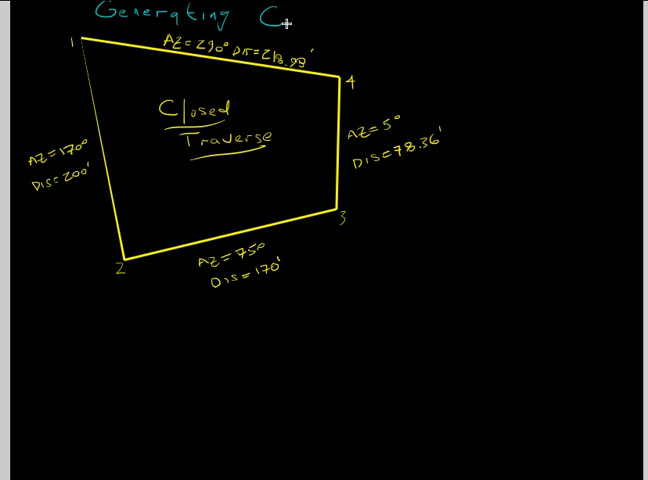 Generating C
1
AZ=290° DIS=218.99'
4
Closed
Traverse
AZ=5°
DIS=78.36'
AZ=170°
DIS=200'
3
2
AZ=75°
DIS=170'